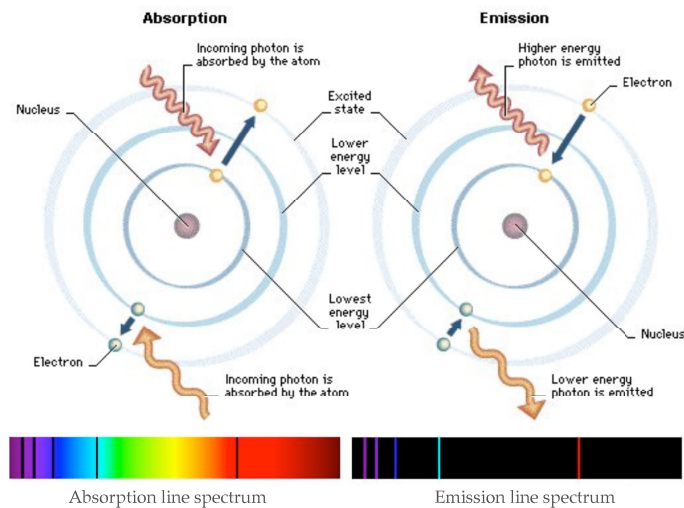 Absorption
Emission
Incoming photon is
absorbed by the atom
Higher energy
photon is emitted
Electron
Nucleus
Excited
state
Lower
energy
level
Lowest
energy
level
Nucleus
Electron
Incoming photon is
absorbed by the atom
Lower energy
photon is emitted
Absorption line spectrum
Emission line spectrum